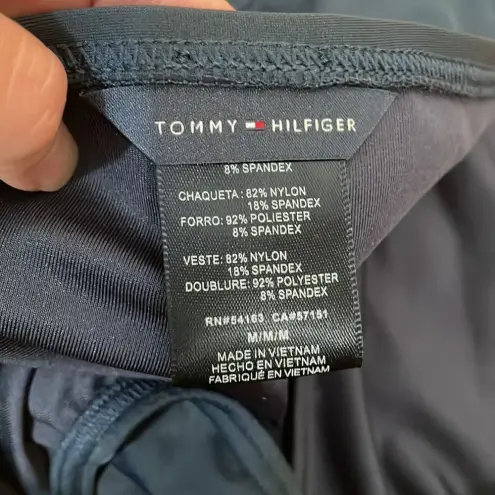 TOMMY HILFIGER
8% SPANDEX
CHAQUETA: 82% NYLON
18% SPANDEX
FORRO: 92% POLIESTER
8% SPANDEX
VESTE: 82% NYLON
18% SPANDEX
DOUBLURE: 92% POLYESTER
8% SPANDEX
RN#54163 CA#57151
M/M/M
MADE IN VIETNAM
HECHO EN VIETNAM
FABRIQUÉ EN VIETNAM